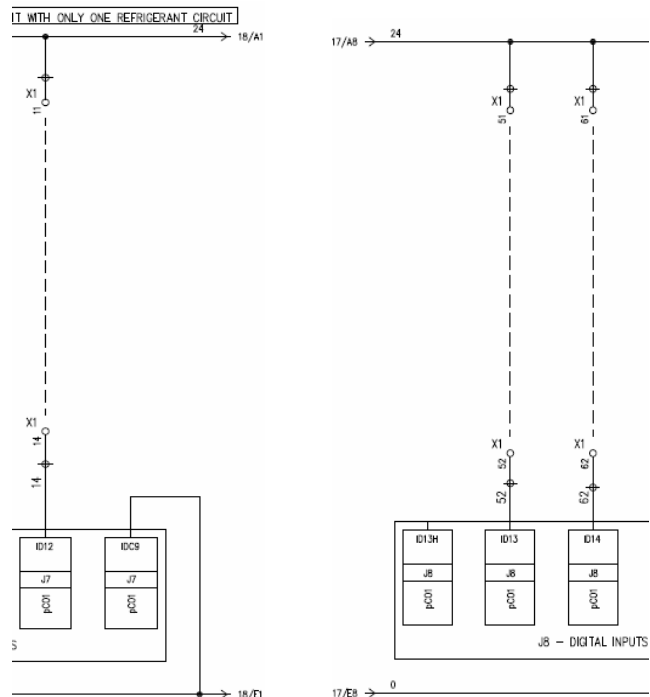 IT WITH ONLY ONE REFRIGERANT CIRCUIT
24
18/A1
17/A8
24
X1
11
X1
51
X1
61
X1
14
14
X1
52
52
X1
62
62
ID12
J7
pCO1
IDC9
J7
pCO1
S
18/E1
ID13H
J8
pCO1
ID13
J8
pCO1
ID14
J8
pCO1
J8 – DIGITAL INPUTS
17/E8
0